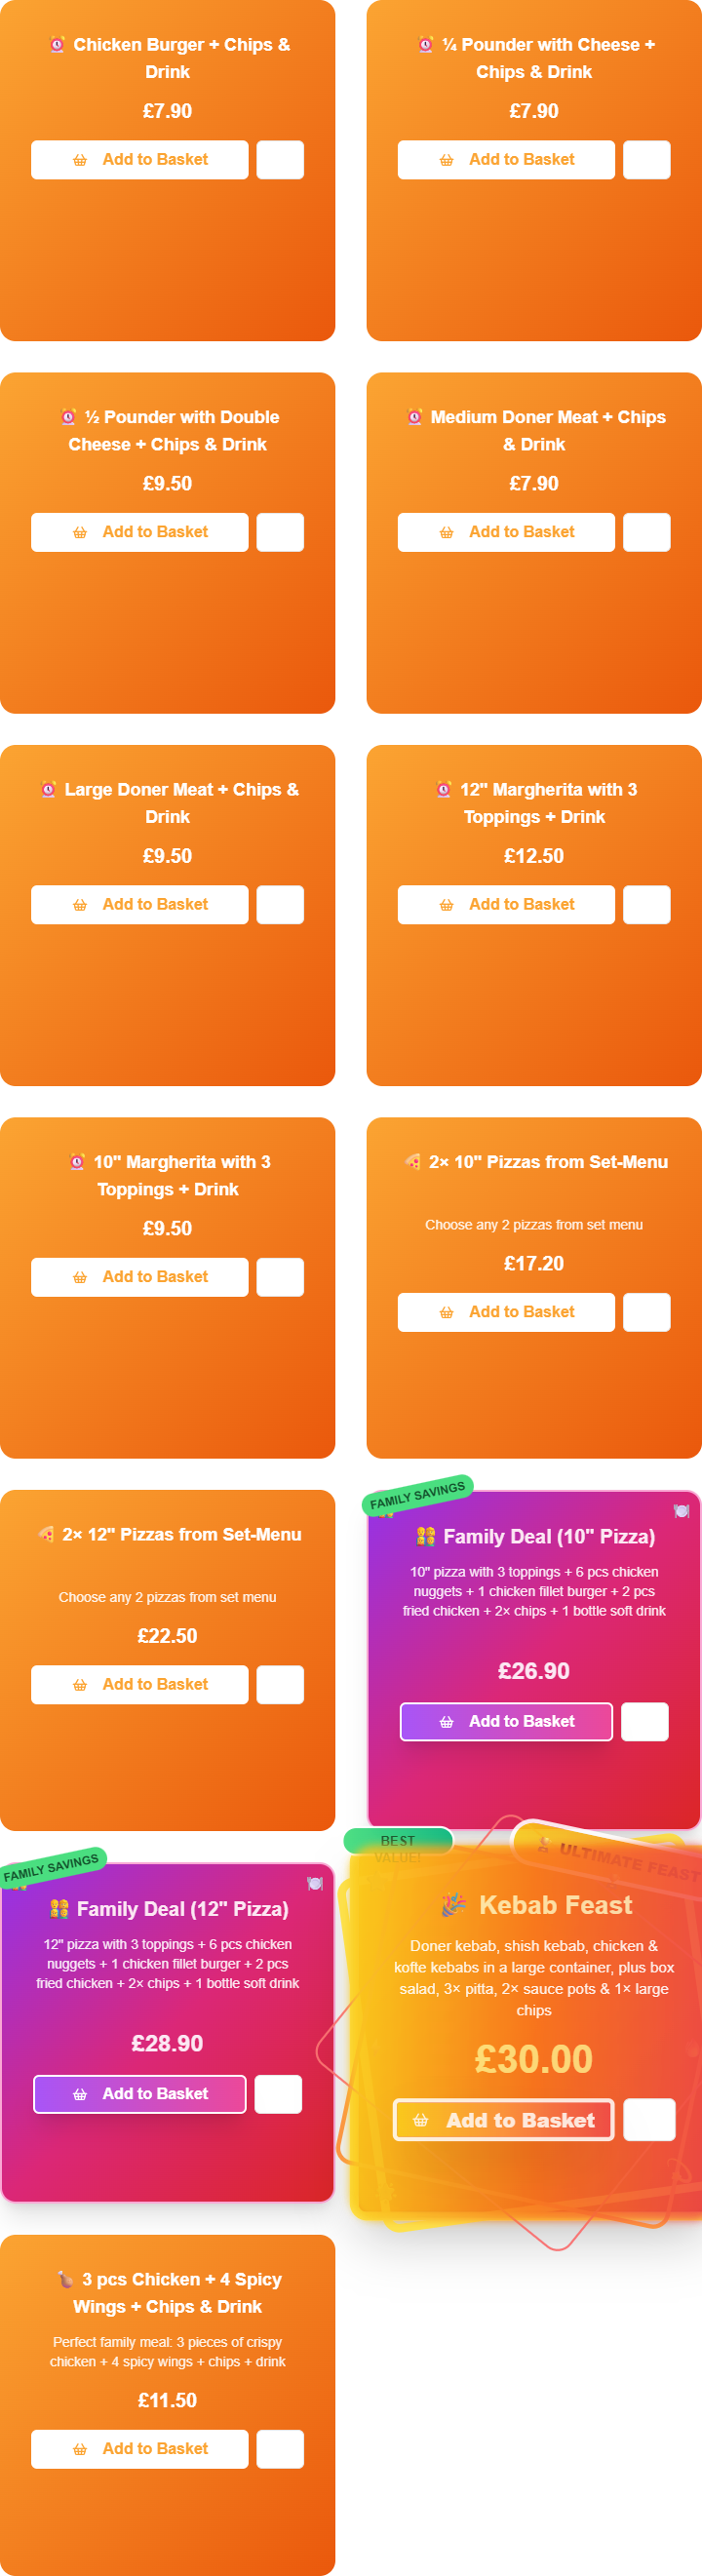 Chicken Burger + Chips &
Drink
£7.90
Add to Basket
¼ Pounder with Cheese +
Chips & Drink
£7.90
Add to Basket
½ Pounder with Double
Cheese + Chips & Drink
£9.50
Add to Basket
Medium Doner Meat + Chips
& Drink
£7.90
Add to Basket
Large Doner Meat + Chips &
Drink
£9.50
Add to Basket
12" Margherita with 3
Toppings + Drink
£12.50
Add to Basket
10" Margherita with 3
Toppings + Drink
£9.50
Add to Basket
2× 10" Pizzas from Set-Menu
Choose any 2 pizzas from set menu
£17.20
Add to Basket
2× 12" Pizzas from Set-Menu
Choose any 2 pizzas from set menu
£22.50
Add to Basket
FAMILY SAVINGS
Family Deal (10" Pizza)
10" pizza with 3 toppings + 6 pcs chicken
nuggets + 1 chicken fillet burger + 2 pcs
fried chicken + 2× chips + 1 bottle soft drink
£26.90
Add to Basket
FAMILY SAVINGS
Family Deal (12" Pizza)
12" pizza with 3 toppings + 6 pcs chicken
nuggets + 1 chicken fillet burger + 2 pcs
fried chicken + 2× chips + 1 bottle soft drink
£28.90
Add to Basket
BEST
VALUE
ULTIMATE FEAST
Kebab Feast
Doner kebab, shish kebab, chicken &
kofte kebabs in a large container, plus box
salad, 3× pitta, 2× sauce pots & 1× large
chips
£30.00
Add to Basket
3 pcs Chicken + 4 Spicy
Wings + Chips & Drink
Perfect family meal: 3 pieces of crispy
chicken + 4 spicy wings + chips + drink
£11.50
Add to Basket